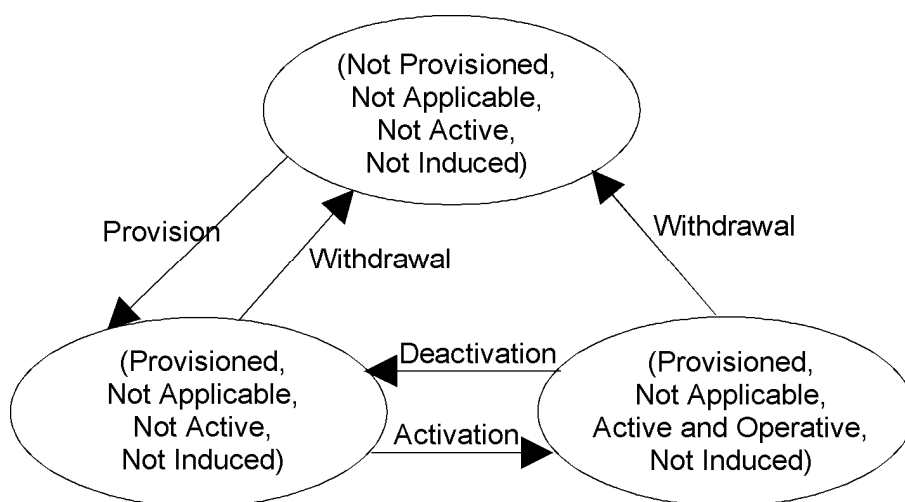 (Not Provisioned,
Not Applicable,
Not Active,
Not Induced)
Provision
Withdrawal
Withdrawal
(Provisioned,
Not Applicable,
Not Active,
Not Induced)
Deactivation
Activation
(Provisioned,
Not Applicable,
Active and Operative,
Not Induced)